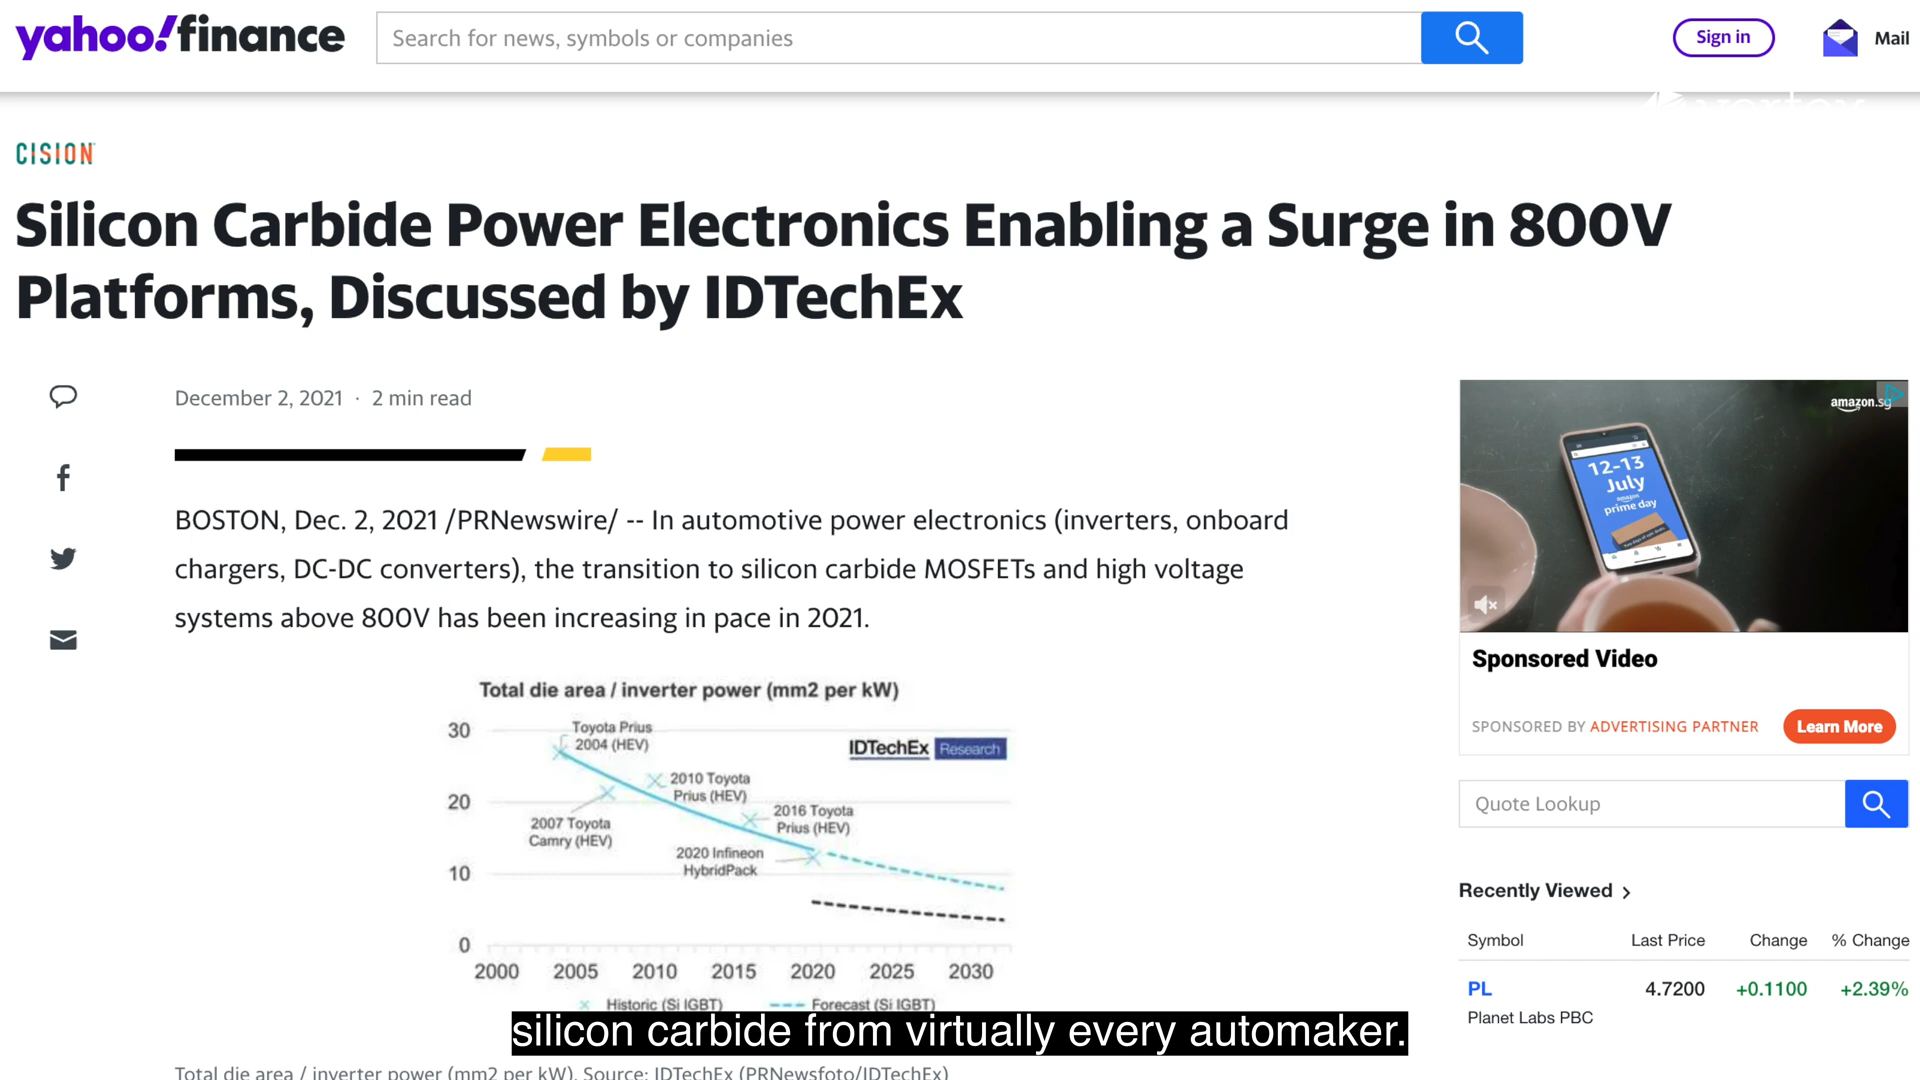 yahoo!finance
Search for news, symbols or companies
Sign in
Mail
CISION
Silicon Carbide Power Electronics Enabling a Surge in 800V
Platforms, Discussed by IDTechEx
December 2, 2021 · 2 min read
BOSTON, Dec. 2, 2021 /PRNewswire/ -- In automotive power electronics (inverters, onboard
chargers, DC-DC converters), the transition to silicon carbide MOSFETs and high voltage
systems above 800V has been increasing in pace in 2021.
Total die area / inverter power (mm2 per kW)
30
Toyota Prius
2004 (HEV)
IDTechEx Research
2010 Toyota
Prius (HEV)
20
2016 Toyota
Prius (HEV)
2007 Toyota
Camry (HEV)
2020 Infineon
HybridPack
10
0
2000 2005 2010 2015 2020 2025 2030
Historic (Si IGBT)
Forecast (Si IGBT)
silicon carbide from virtually every automaker.
Total die area / inverter power (mm2 per kW). Source: IDTechEx (PRNewsfoto/IDTechEx)
amazon.sg
12-13
July
amazon
prime day
Sponsored Video
SPONSORED BY ADVERTISING PARTNER
Learn More
Quote Lookup
Recently Viewed
Symbol Last Price Change % Change
PL 4.7200 +0.1100 +2.39%
Planet Labs PBC